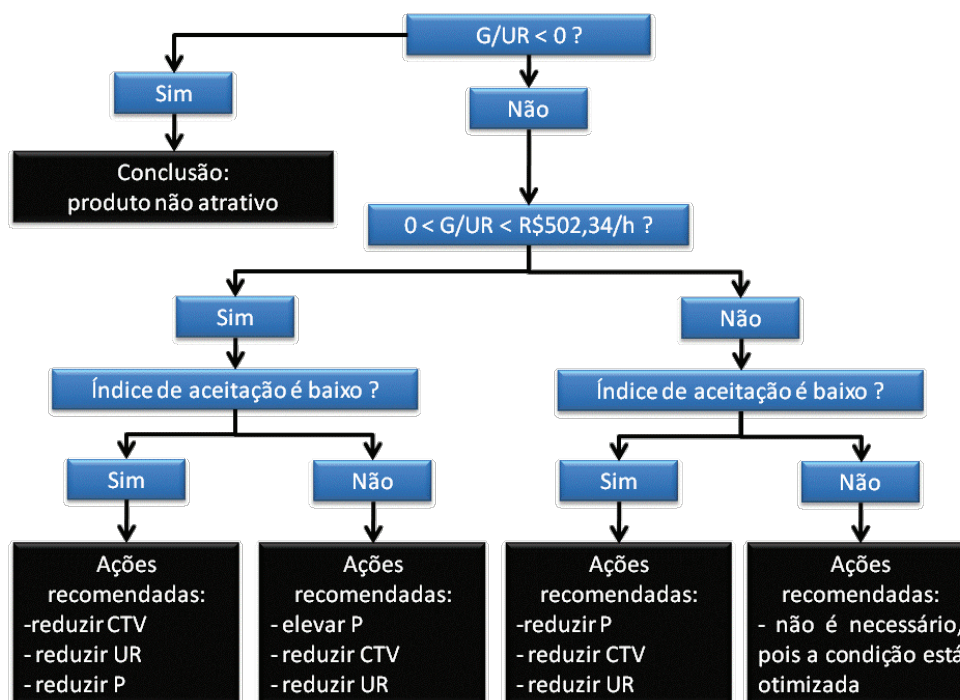 G/UR < 0 ?
Sim
Não
Conclusão:
produto não atrativo
0 < G/UR < R$502,34/h ?
Sim
Não
Índice de aceitação é baixo ?
Índice de aceitação é baixo ?
Sim
Não
Sim
Não
Ações
recomendadas:
-reduzir CTV
- reduzir UR
- reduzir P
Ações
recomendadas:
- elevar P
- reduzir CTV
- reduzir UR
Ações
recomendadas:
-reduzir P
- reduzir CTV
- reduzir UR
Ações
recomendadas:
- não é necessário,
pois a condição está
otimizada